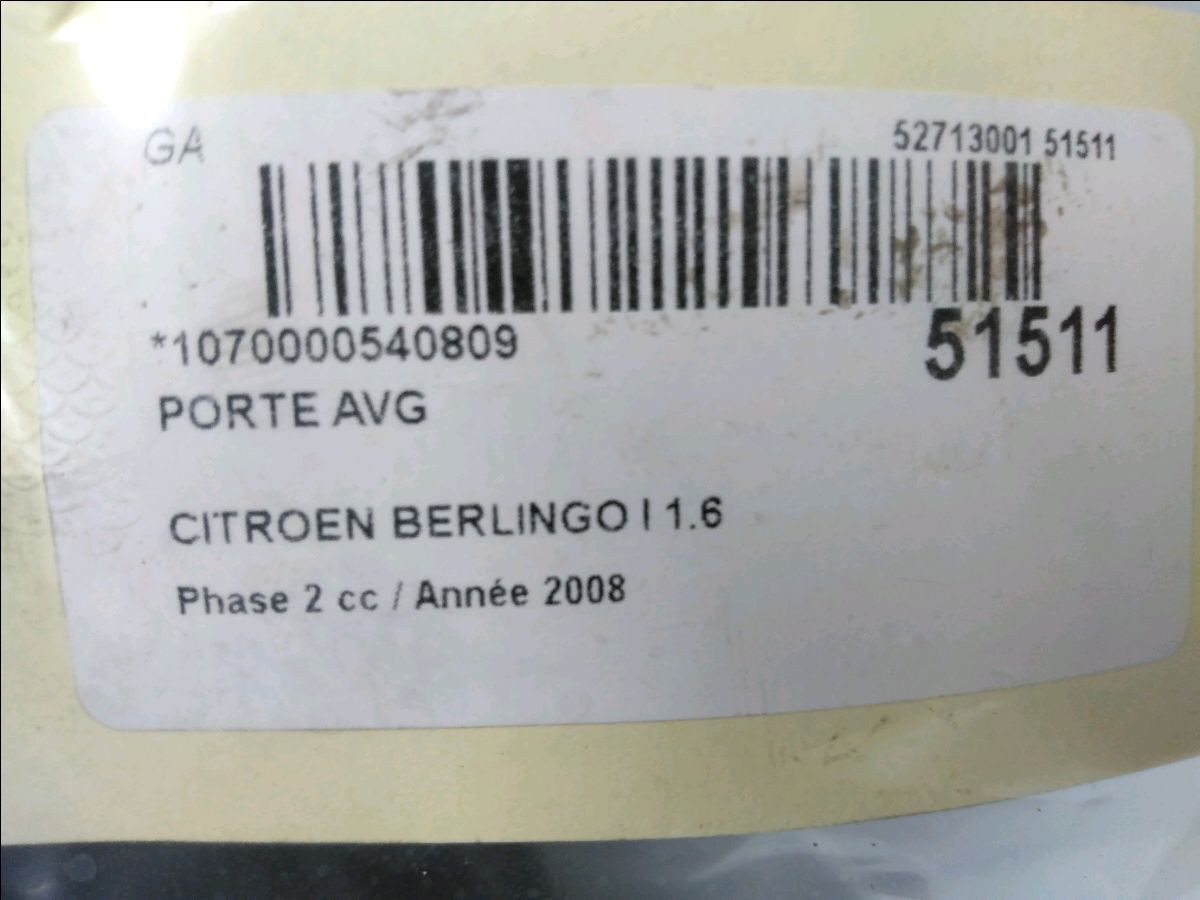 GA
52713001 51511
*1070000540809
51511
PORTE AVG
CITROEN BERLINGO I 1.6
Phase 2 cc / Année 2008